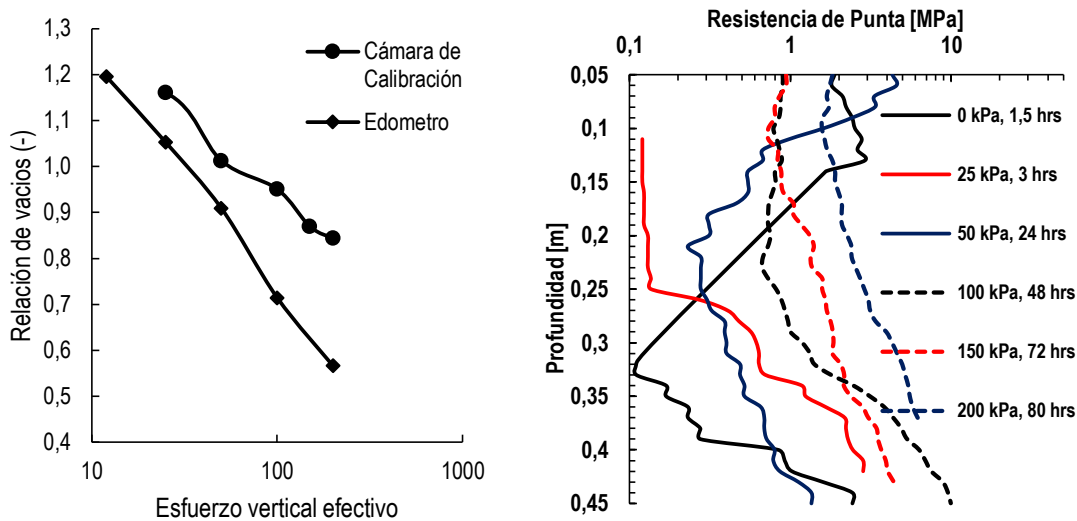 1,3
1,2
1,1
1,0
0,9
0,8
0,7
0,6
0,5
0,4
Relación de vacios (-)
Cámara de
Calibración
Edometro
10
100
1000
Esfuerzo vertical efectivo
Resistencia de Punta [MPa]
0,1
1
10
0,05
0,1
0,15
0,2
0,25
0,3
0,35
0,4
0,45
Profundidad [m]
0 kPa, 1,5 hrs
25 kPa, 3 hrs
50 kPa, 24 hrs
100 kPa, 48 hrs
150 kPa, 72 hrs
200 kPa, 80 hrs